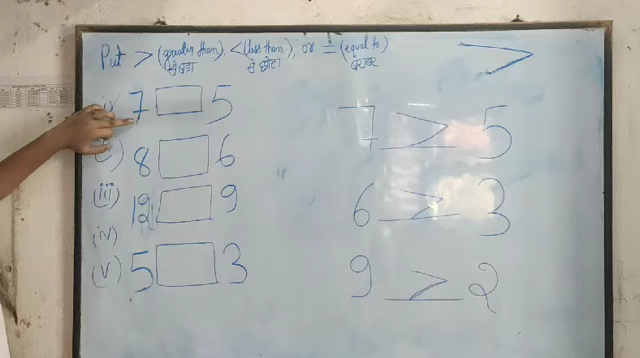 Put > (greater than), < (less than), or = (equal to)
से बड़ा से छोटा बराबर
>
7 □ 5
8 □ 6
(iii) 12 □ 9
(iv)
(v) 5 □ 3
7 > 5
6 > 3
9 > 2